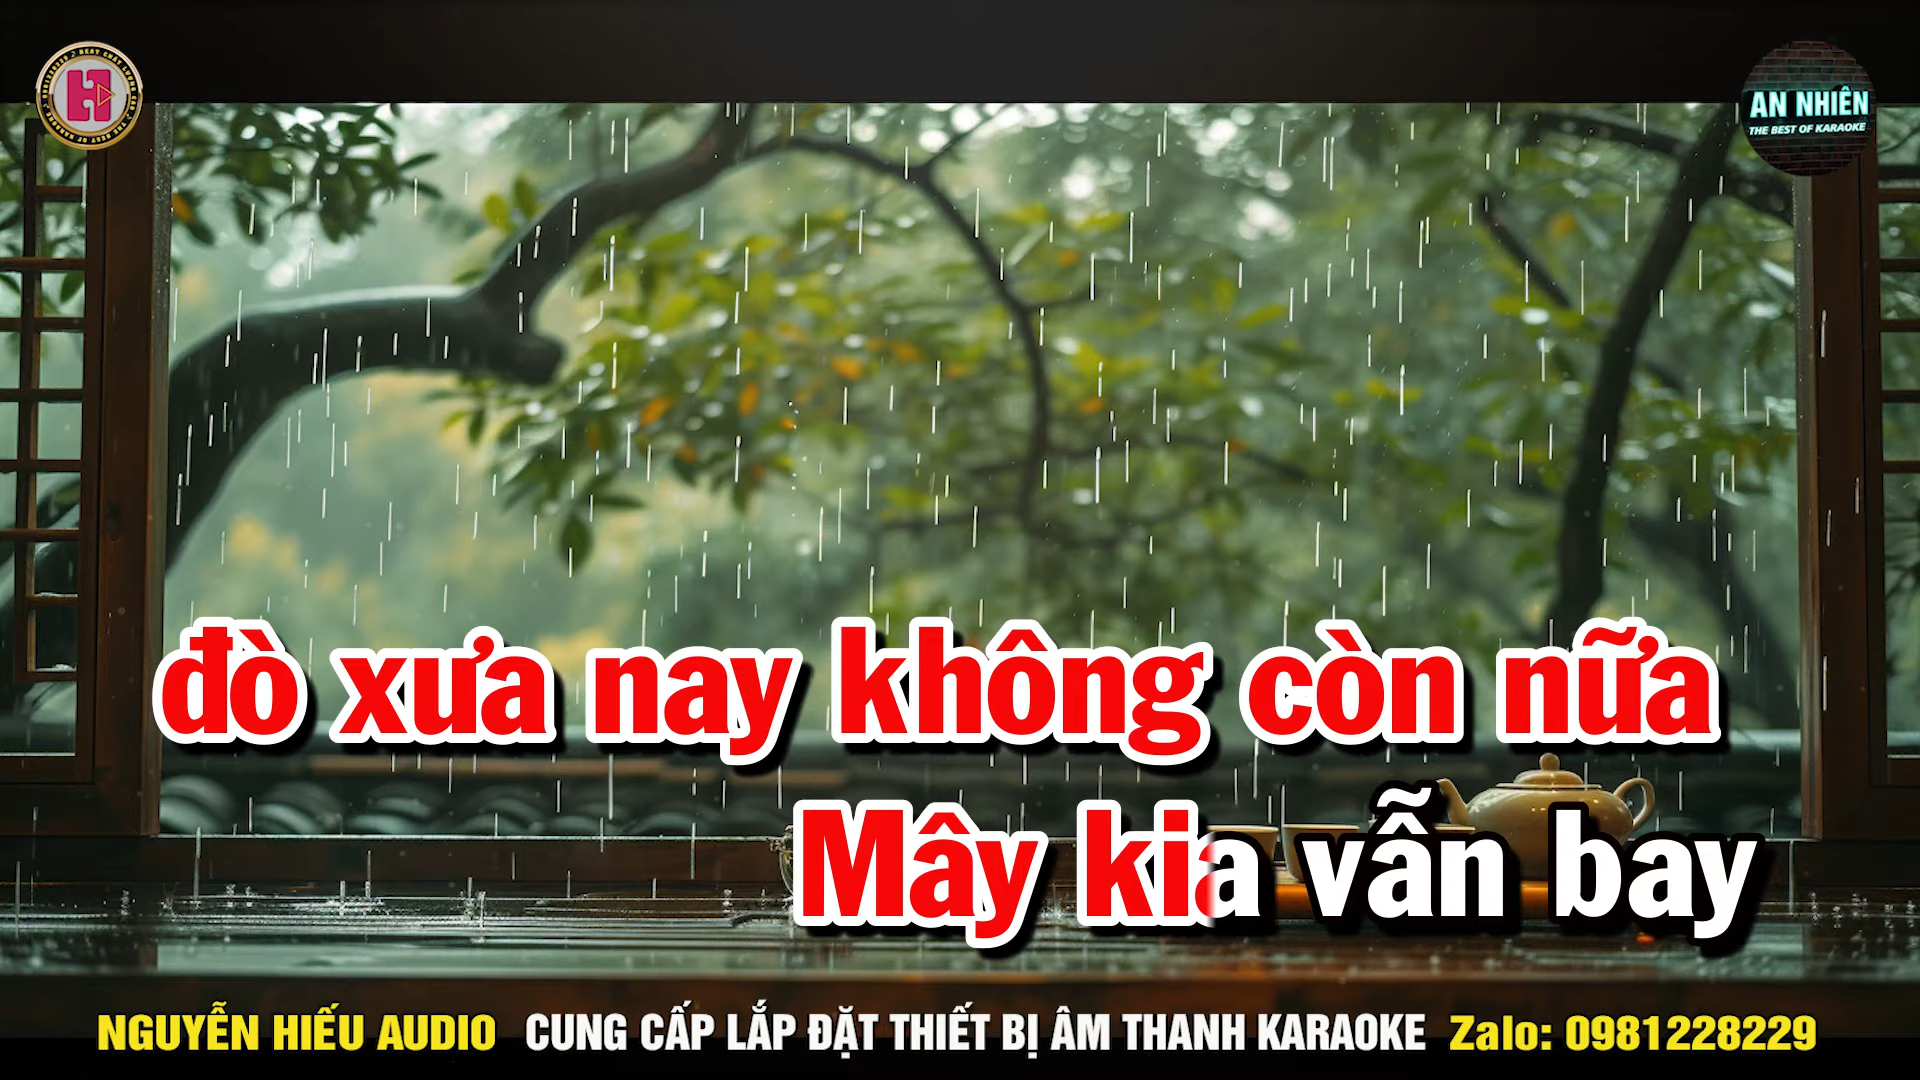 AN NHIÊN
THE BEST OF KARAOKE
đò xưa nay không còn nữa
Mây kia vẫn bay
NGUYỄN HIẾU AUDIO CUNG CẤP LẮP ĐẶT THIẾT BỊ ÂM THANH KARAOKE Zalo: 0981228229